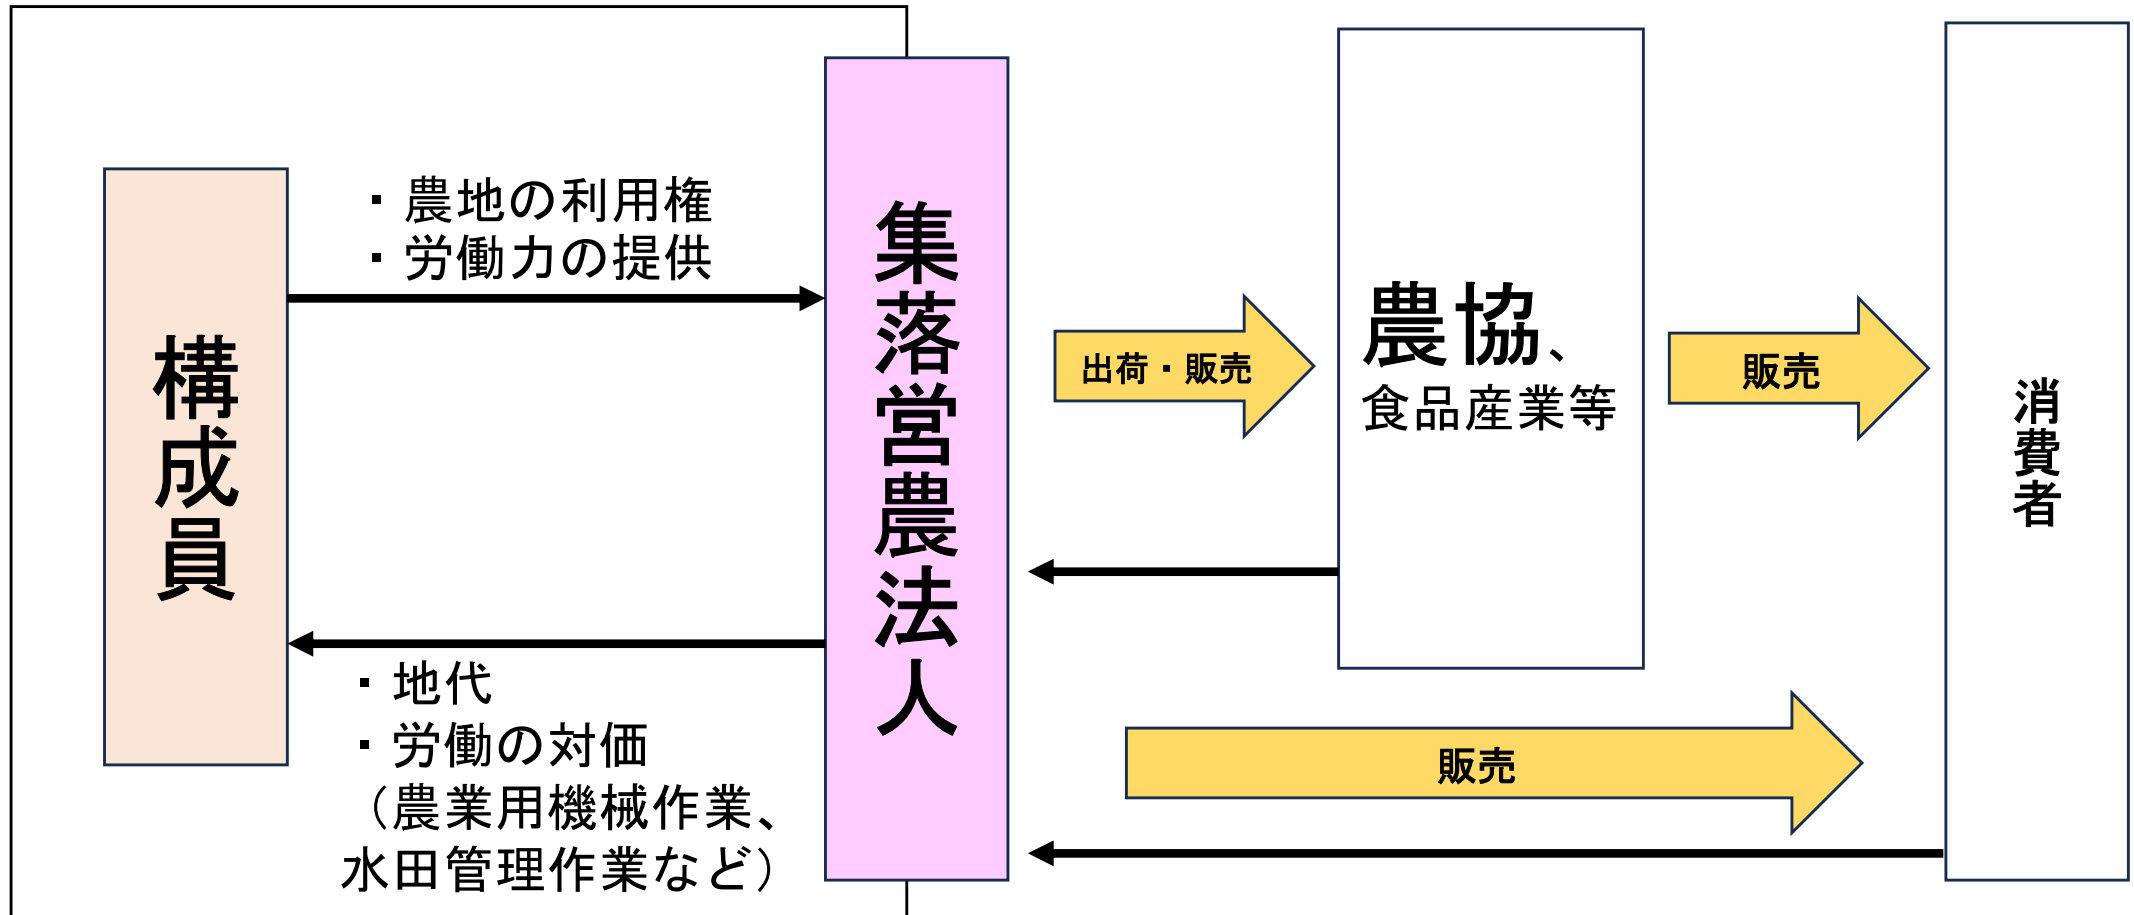 構成員
・農地の利用権
・労働力の提供
・地代
・労働の対価
（農業用機械作業、
水田管理作業など）
集落営農法人
出荷・販売
農協、
食品産業等
販売
販売
消費者